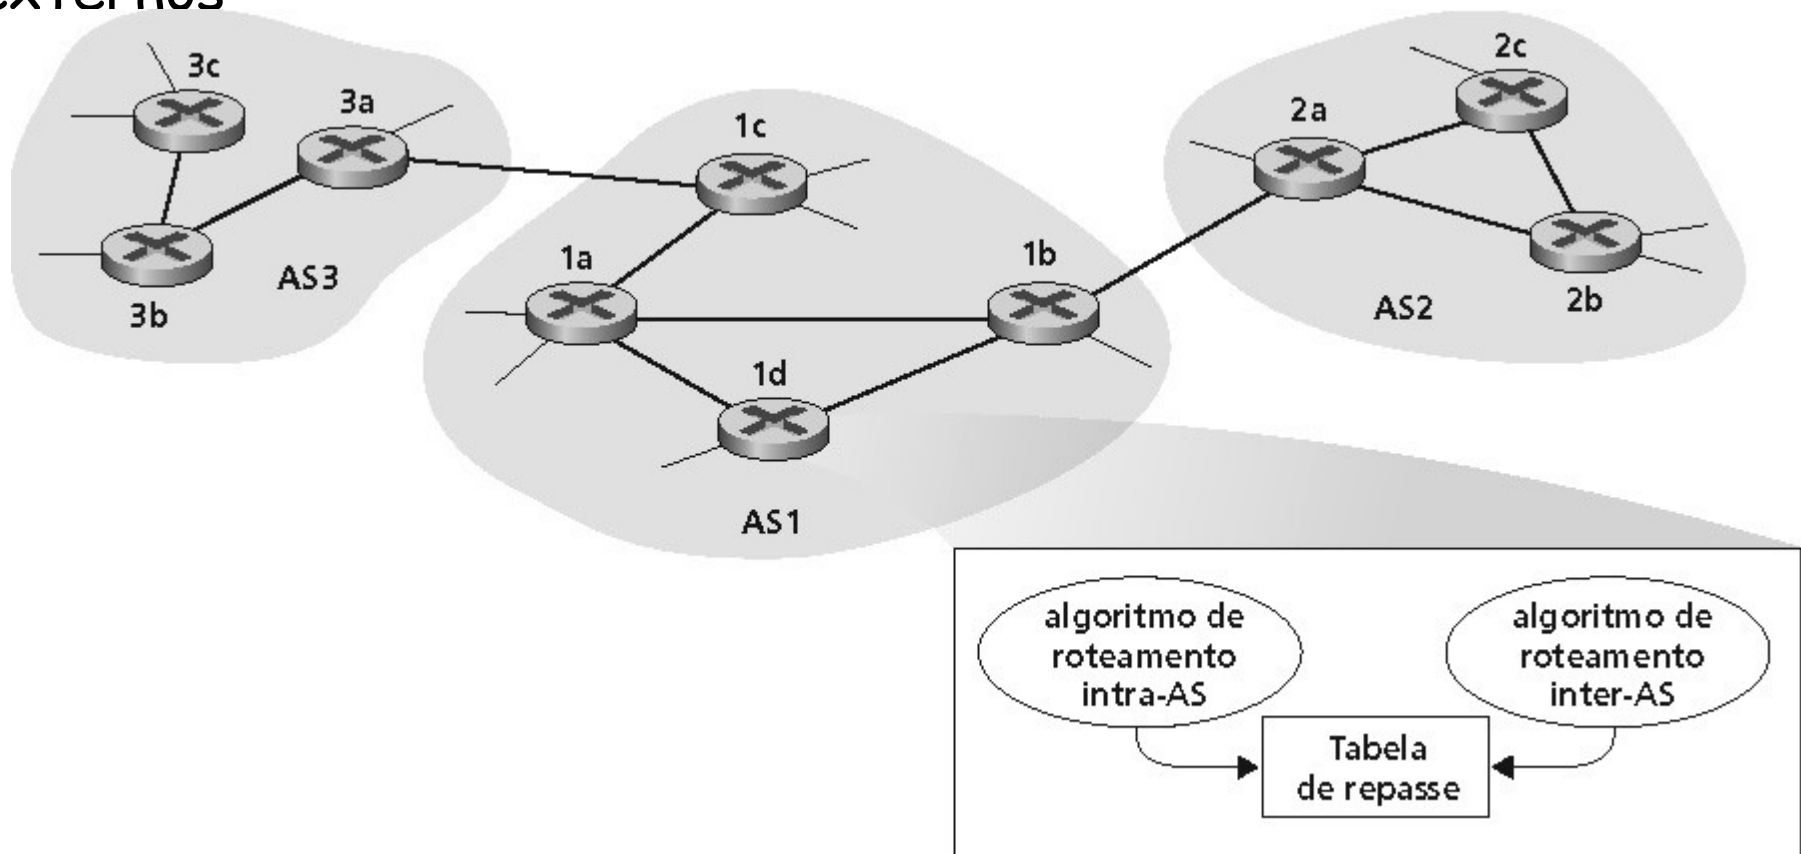 externos
3c
3a
1c
2c
2a
1a
1b
AS3
3b
1d
AS2
2b
AS1
algoritmo de
roteamento
intra-AS
algoritmo de
roteamento
inter-AS
Tabela
de repasse